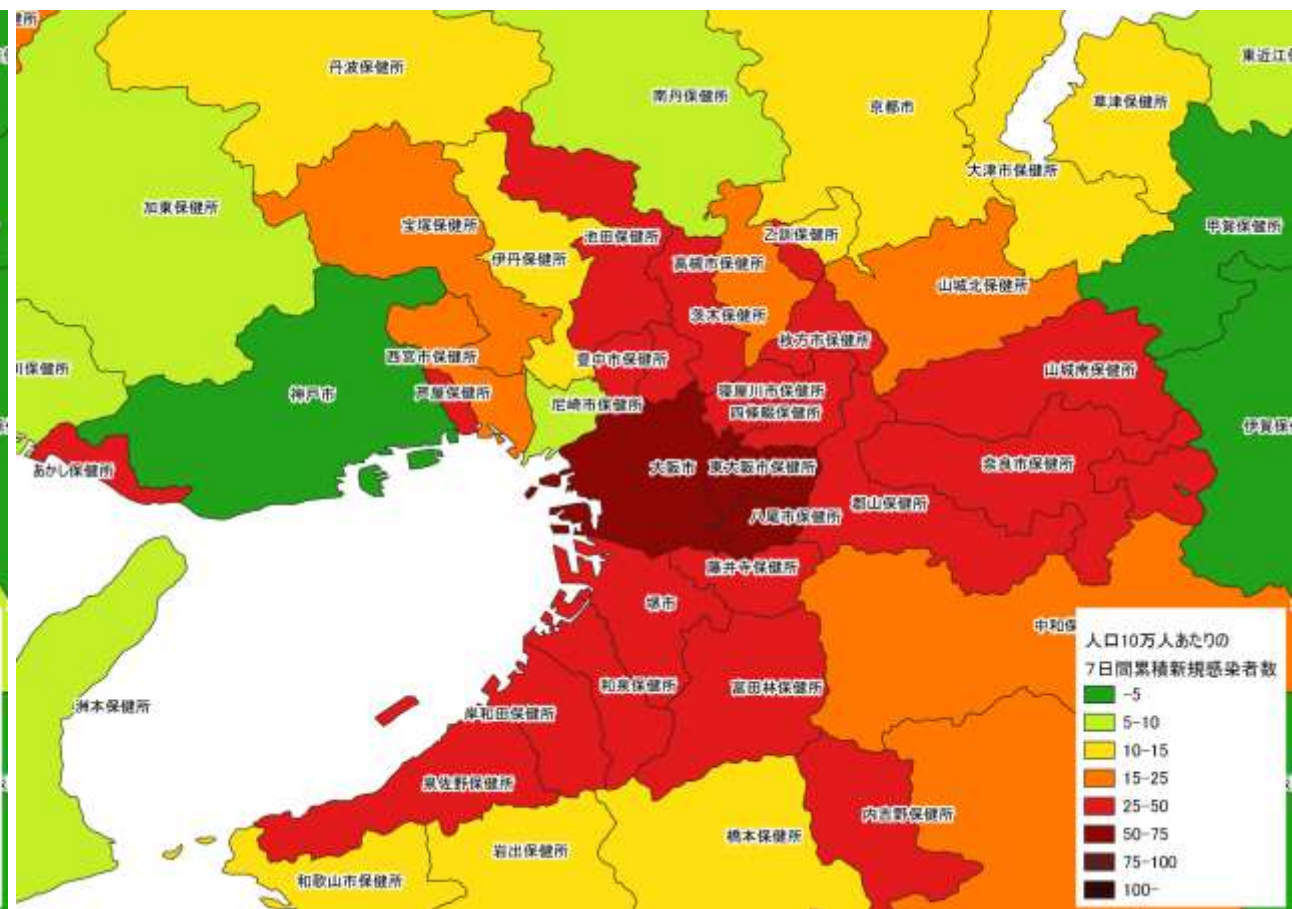 丹波保健所
南丹保健所
京都市
東近江
草津保健所
大津市保健所
加東保健所
宝塚保健所
池田保健所
乙訓保健所
甲賀保健所
伊丹保健所
高槻市保健所
山城北保健所
茨木保健所
枚方市保健所
西宮市保健所
豊中市保健所
山城南保健所
川保健所
神戸市
芦屋保健所
尼崎市保健所
寝屋川市保健所
四條畷保健所
伊賀保
あかし保健所
大阪市
東大阪市保健所
奈良市保健所
八尾市保健所
郡山保健所
藤井寺保健所
堺市
中和保
洲本保健所
岸和田保健所
和泉保健所
富田林保健所
泉佐野保健所
内吉野保健所
橋本保健所
岩出保健所
和歌山市保健所
人口10万人あたりの
7日間累積新規感染者数
-5
5-10
10-15
15-25
25-50
50-75
75-100
100-